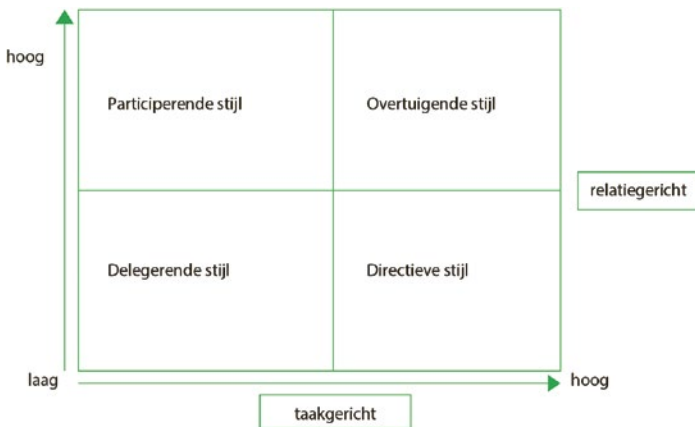 hoog
Participerende stijl
Overtuigende stijl
relatiegericht
Delegerende stijl
Directieve stijl
laag
hoog
taakgericht